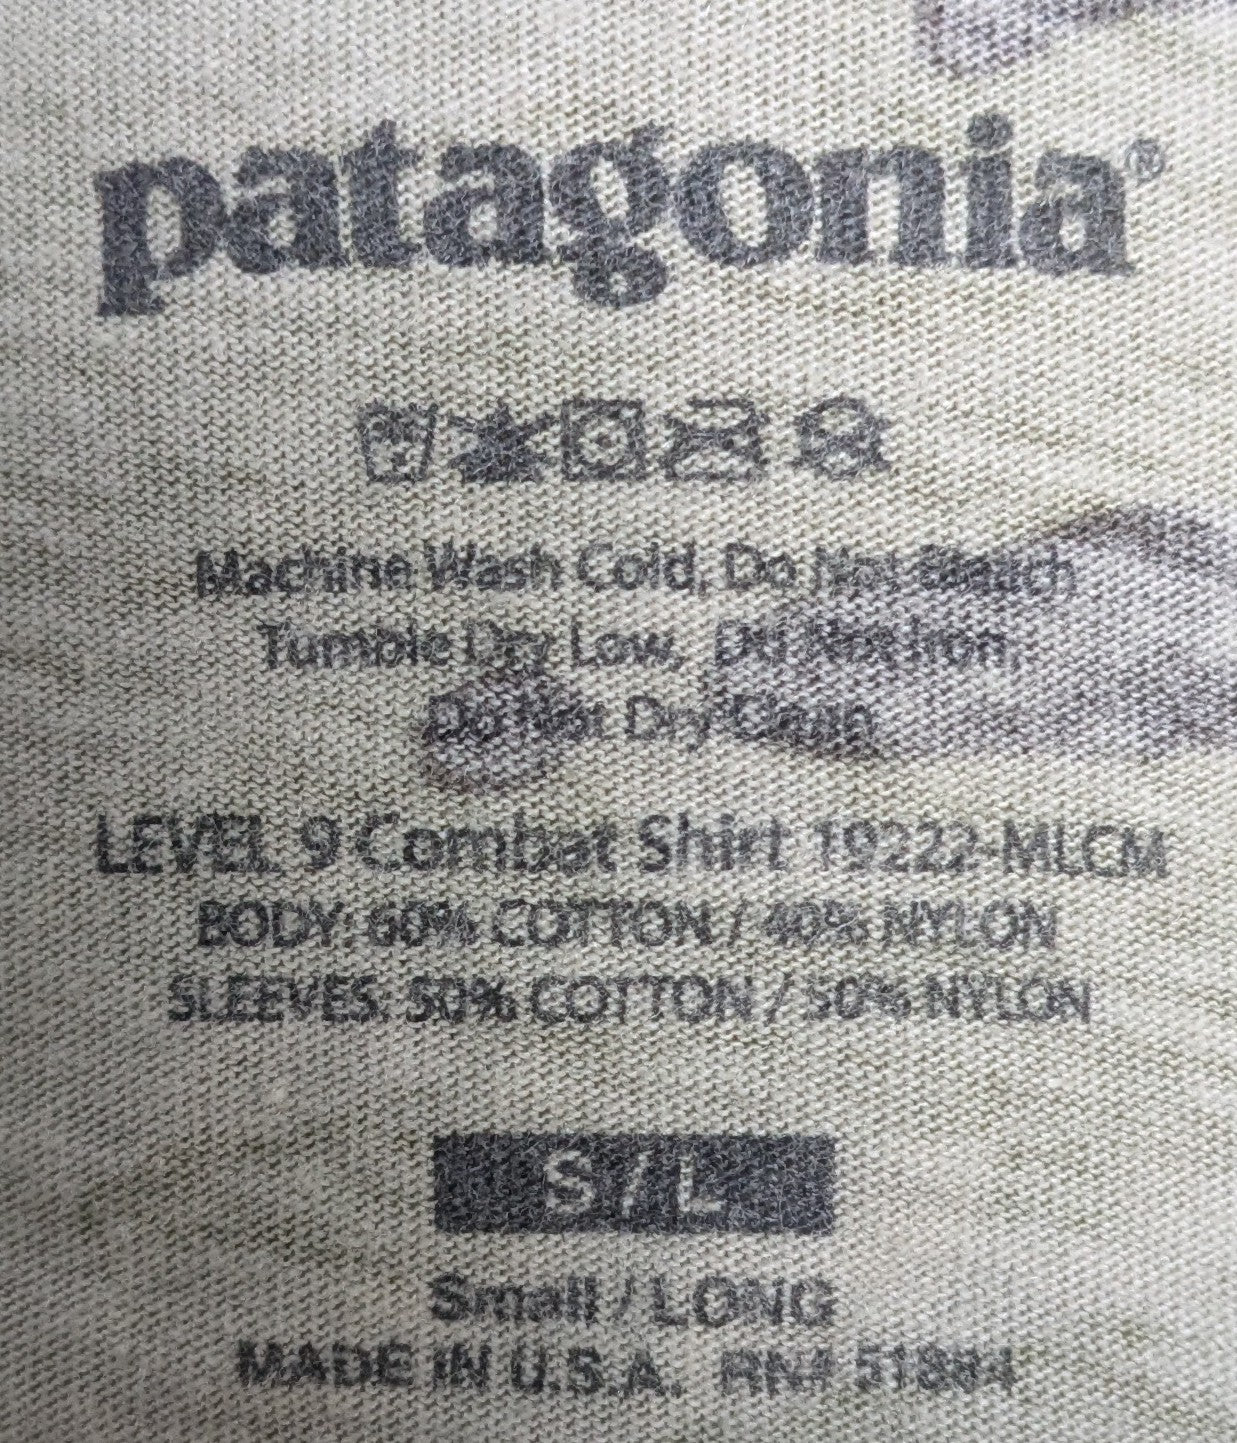 patagonia®
Machine Wash Cold, Do Not Bleach
Tumble Dry Low, Do Not Iron,
Do Not Dry Clean
LEVEL 9 Combat Shirt 19222-MLCM
BODY: 60% COTTON / 40% NYLON
SLEEVES: 50% COTTON / 50% NYLON
S / L
Small / LONG
MADE IN U.S.A. RN# 51884